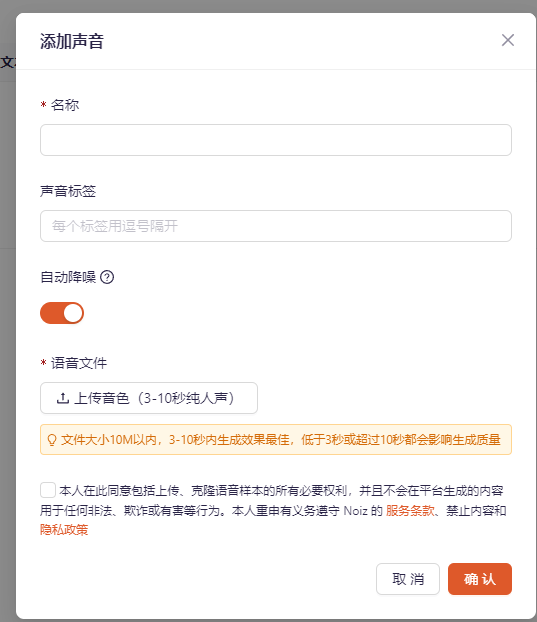 添加声音
* 名称
声音标签
每个标签用逗号隔开
自动降噪
* 语音文件
上传音色（3-10秒纯人声）
文件大小10M以内，3-10秒内生成效果最佳，低于3秒或超过10秒都会影响生成质量
本人在此同意包括上传、克隆语音样本的所有必要权利，并且不会在平台生成的内容
用于任何非法、欺诈或有害等行为。本人重申有义务遵守 Noiz 的 服务条款、禁止内容和
隐私政策
取 消
确 认